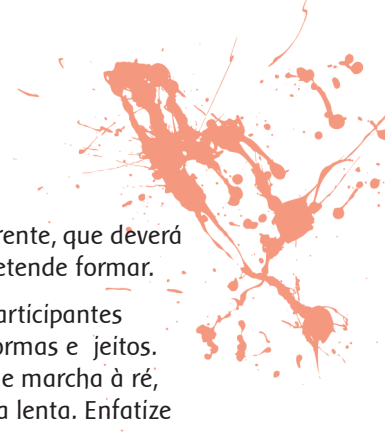 rente, que deverá
etende formar.
articipantes
ormas e jeitos.
e marcha à ré,
a lenta. Enfatize